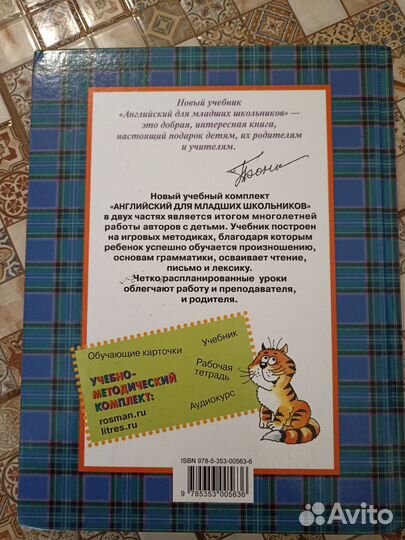 Новый учебник
«Английский для младших школьников» —
это добрая, интересная книга,
настоящий подарок детям, их родителям
и учителям.
Новый учебный комплект
«АНГЛИЙСКИЙ ДЛЯ МЛАДШИХ ШКОЛЬНИКОВ»
в двух частях является итогом многолетней
работы авторов с детьми. Учебник построен
на игровых методиках, благодаря которым
ребенок успешно обучается произношению,
основам грамматики, осваивает чтение,
письмо и лексику.
Четко распланированные уроки
облегчают работу и преподавателя,
и родителя.
Обучающие карточки
Учебник
УЧЕБНО-
МЕТОДИЧЕСКИЙ
КОМПЛЕКТ:
Рабочая
тетрадь
rosman.ru
litres.ru
Аудиокурс
ISBN 978-5-353-00563-6
9 785353 005636
Avito